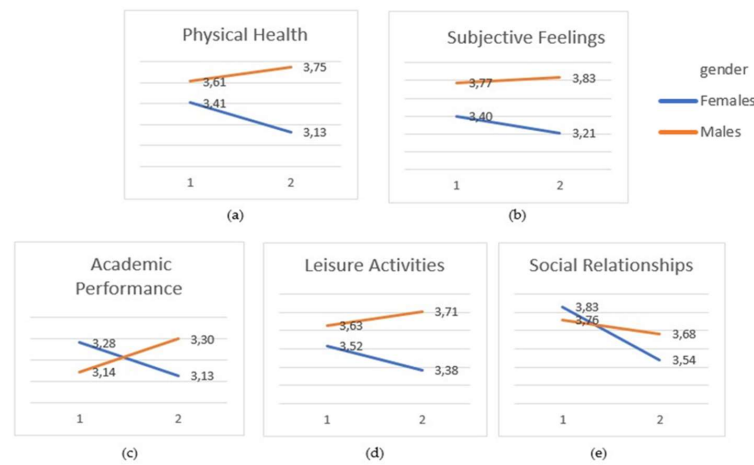 Physical Health
3,75
3,61
3,41
3,13
1 2
(a)
Subjective Feelings
3,83
3,77
3,40
3,21
1 2
(b)
gender
Females
Males
Academic
Performance
3,28
3,30
3,14
3,13
1 2
(c)
Leisure Activities
3,71
3,63
3,52
3,38
1 2
(d)
Social Relationships
3,83
3,76
3,68
3,54
1 2
(e)